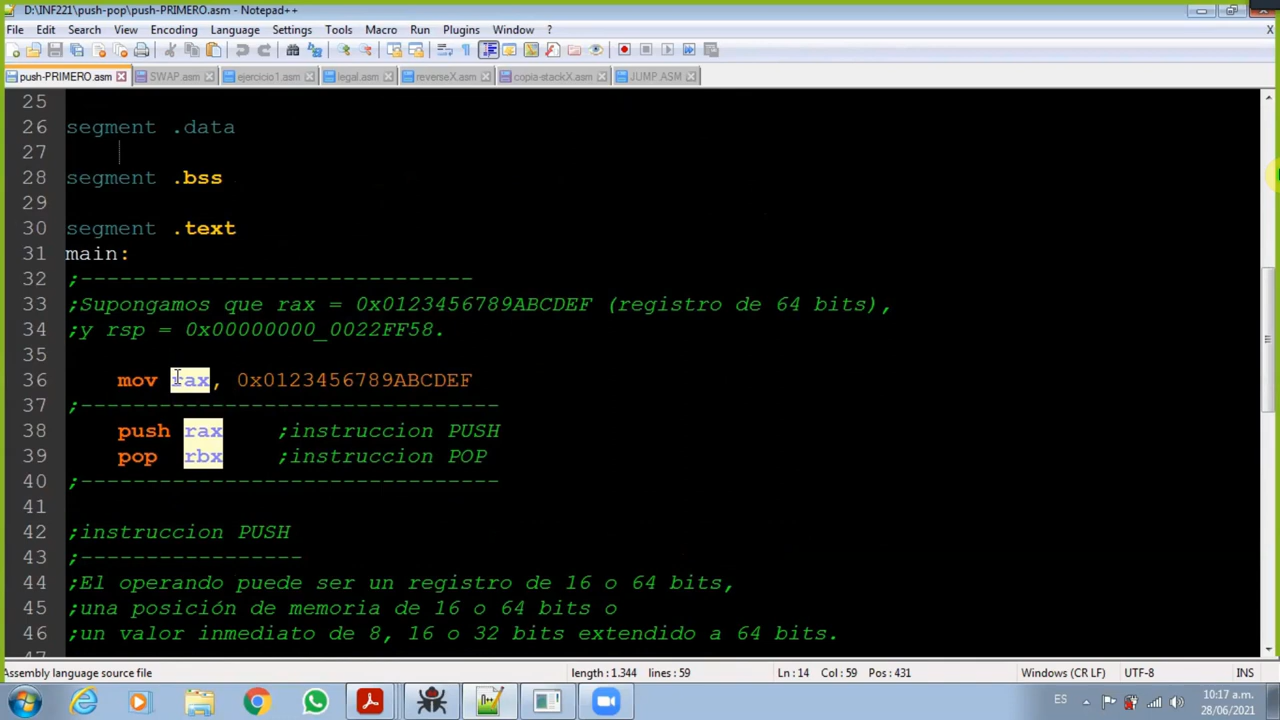 D:\INF221\push-pop\push-PRIMERO.asm - Notepad++
File Edit Search View Encoding Language Settings Tools Macro Run Plugins Window ? X
push-PRIMERO.asm SWAP.asm ejercicio1.asm legal.asm reverseX.asm copia-stackX.asm JUMP.ASM
25
26 segment .data
27
28 segment .bss
29
30 segment .text
31 main:
32 ;------------------------------
33 ;Supongamos que rax = 0x0123456789ABCDEF (registro de 64 bits),
34 ;y rsp = 0x00000000_0022FF58.
35
36 mov rax, 0x0123456789ABCDEF
37 ;--------------------------------
38 push rax ;instruccion PUSH
39 pop rbx ;instruccion POP
40 ;--------------------------------
41
42 ;instruccion PUSH
43 ;-----------------
44 ;El operando puede ser un registro de 16 o 64 bits,
45 ;una posición de memoria de 16 o 64 bits o
46 ;un valor inmediato de 8, 16 o 32 bits extendido a 64 bits.
47
Assembly language source file length : 1.344 lines : 59 Ln : 14 Col : 59 Pos : 431 Windows (CR LF) UTF-8 INS
ES 10:17 a.m.
28/06/2021